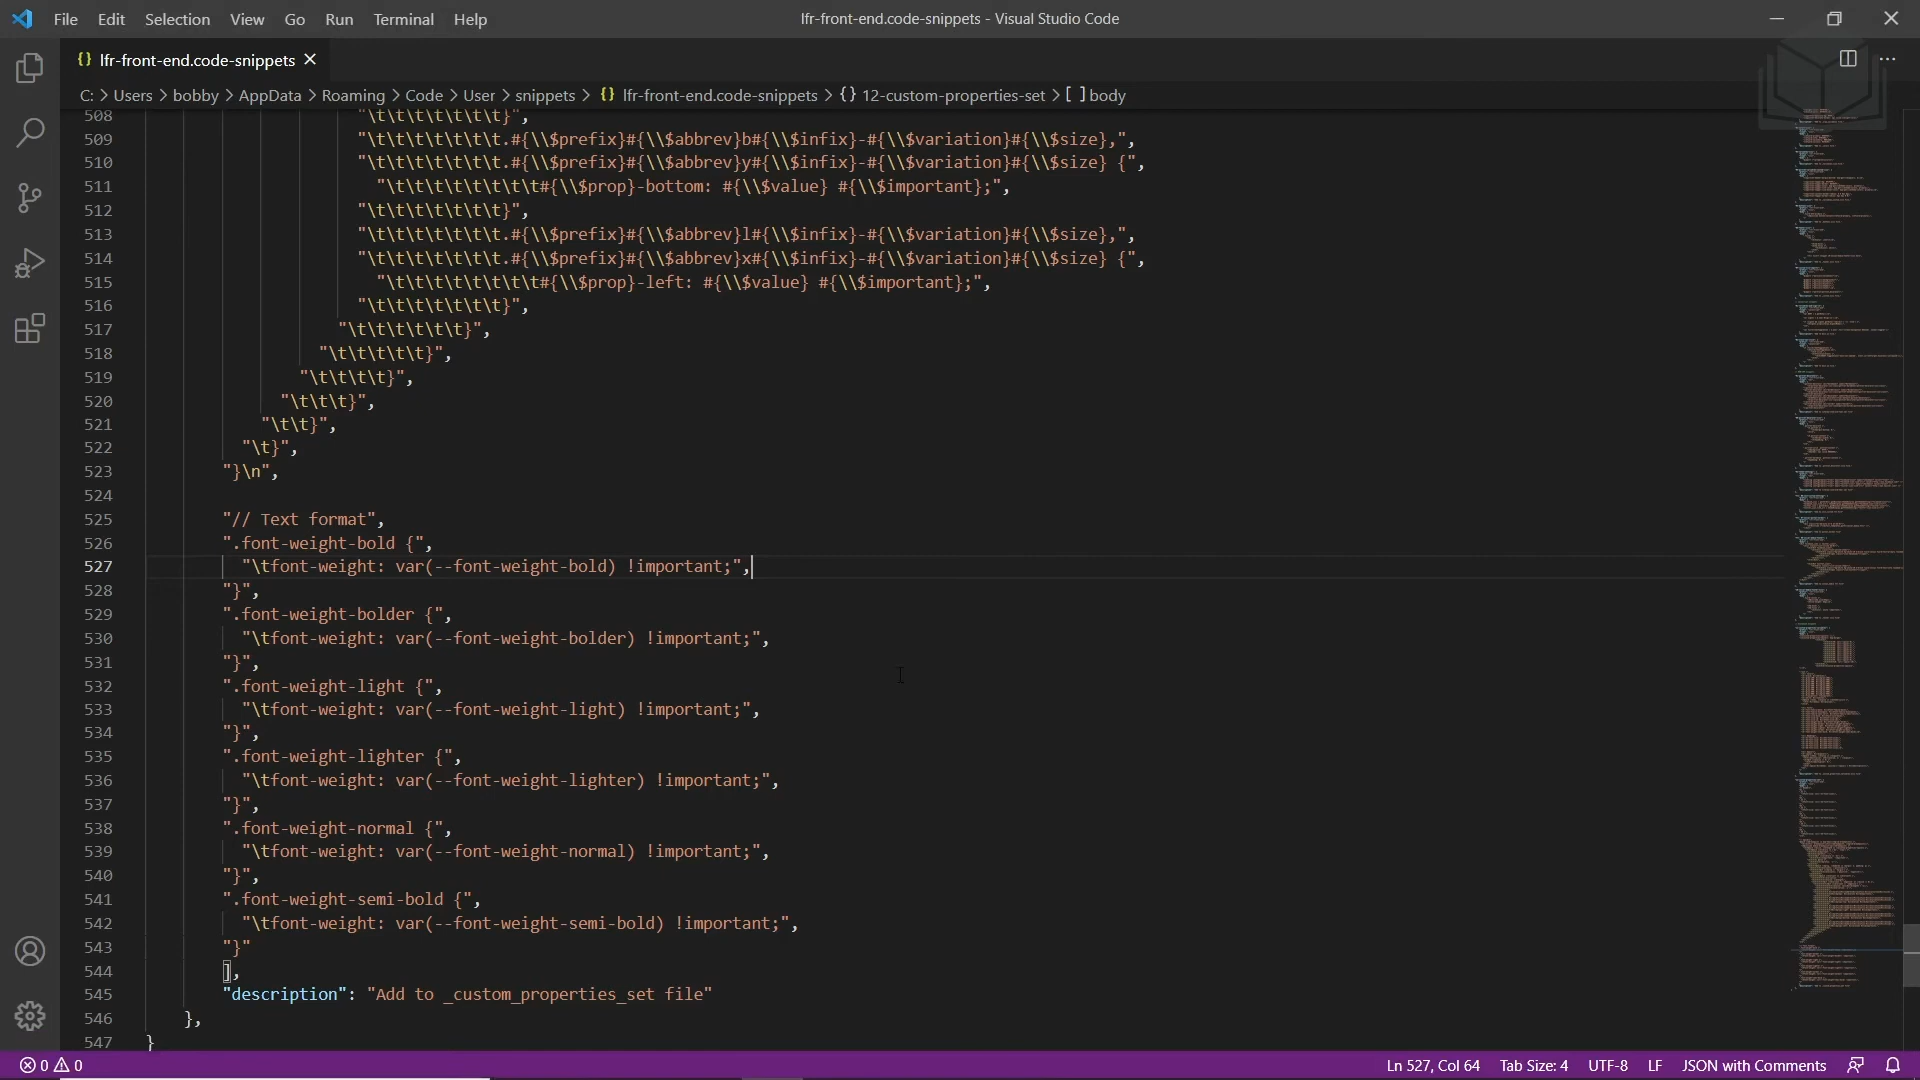 File Edit Selection View Go Run Terminal Help
lfr-front-end.code-snippets - Visual Studio Code
{} lfr-front-end.code-snippets
C: > Users > bobby > AppData > Roaming > Code > User > snippets > {} lfr-front-end.code-snippets > {} 12-custom-properties-set > [ ] body
508 "\t\t\t\t\t\t\t}",
509 "\t\t\t\t\t\t\t.#{\\$prefix}#{\\$abbrev}b#{\\$infix}-#{\\$variation}#{\\$size},",
510 "\t\t\t\t\t\t\t.#{\\$prefix}#{\\$abbrev}y#{\\$infix}-#{\\$variation}#{\\$size} {",
511 "\t\t\t\t\t\t\t\t#{\\$prop}-bottom: #{\\$value} #{\\$important};",
512 "\t\t\t\t\t\t\t}",
513 "\t\t\t\t\t\t\t.#{\\$prefix}#{\\$abbrev}l#{\\$infix}-#{\\$variation}#{\\$size},",
514 "\t\t\t\t\t\t\t.#{\\$prefix}#{\\$abbrev}x#{\\$infix}-#{\\$variation}#{\\$size} {",
515 "\t\t\t\t\t\t\t\t#{\\$prop}-left: #{\\$value} #{\\$important};",
516 "\t\t\t\t\t\t\t}",
517 "\t\t\t\t\t\t}",
518 "\t\t\t\t\t}",
519 "\t\t\t\t}",
520 "\t\t\t}",
521 "\t\t}",
522 "\t}",
523 "}\n",
524
525 "// Text format",
526 ".font-weight-bold {",
527 "\tfont-weight: var(--font-weight-bold) !important;",
528 "}",
529 ".font-weight-bolder {",
530 "\tfont-weight: var(--font-weight-bolder) !important;",
531 "}",
532 ".font-weight-light {",
533 "\tfont-weight: var(--font-weight-light) !important;",
534 "}",
535 ".font-weight-lighter {",
536 "\tfont-weight: var(--font-weight-lighter) !important;",
537 "}",
538 ".font-weight-normal {",
539 "\tfont-weight: var(--font-weight-normal) !important;",
540 "}",
541 ".font-weight-semi-bold {",
542 "\tfont-weight: var(--font-weight-semi-bold) !important;",
543 "}"
544 ],
545 "description": "Add to _custom_properties_set file"
546 },
547 }
0 0 Ln 527, Col 64 Tab Size: 4 UTF-8 LF JSON with Comments